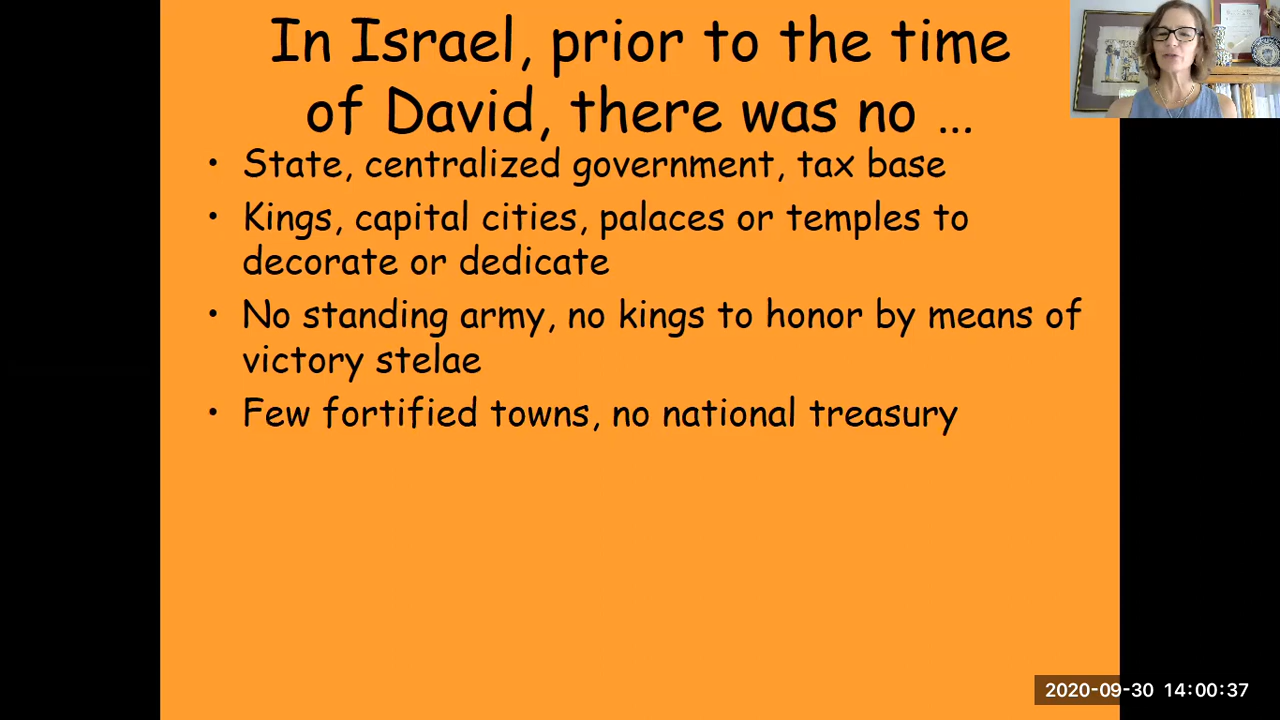 In Israel, prior to the time
of David, there was no ...
• State, centralized government, tax base
• Kings, capital cities, palaces or temples to
decorate or dedicate
• No standing army, no kings to honor by means of
victory stelae
• Few fortified towns, no national treasury
2020-09-30 14:00:37